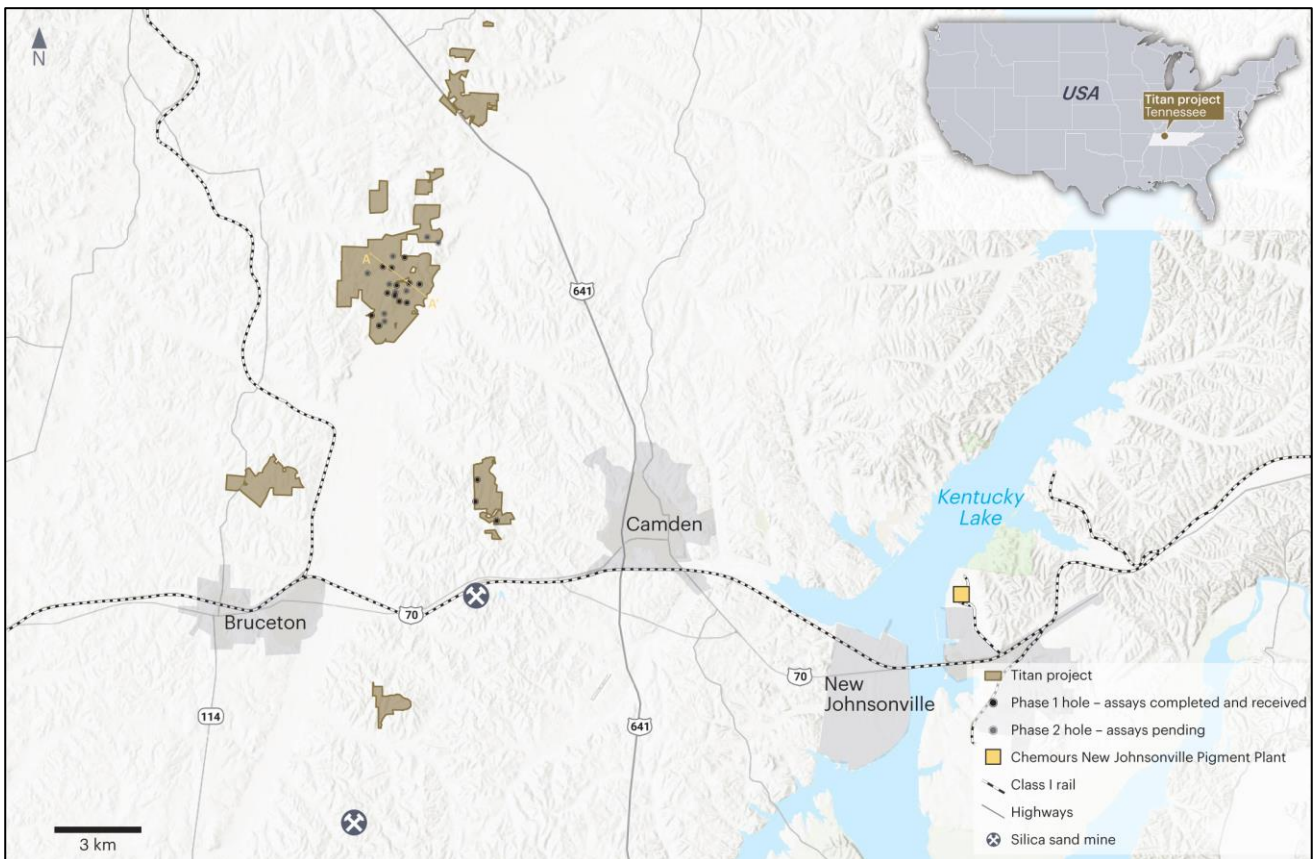 N
USA
Titan project
Tennessee
A
A'
641
Kentucky
Lake
Camden
70
Bruceton
New
Johnsonville
70
114
641
3 km
Titan project
Phase 1 hole – assays completed and received
Phase 2 hole – assays pending
Chemours New Johnsonville Pigment Plant
Class I rail
Highways
Silica sand mine